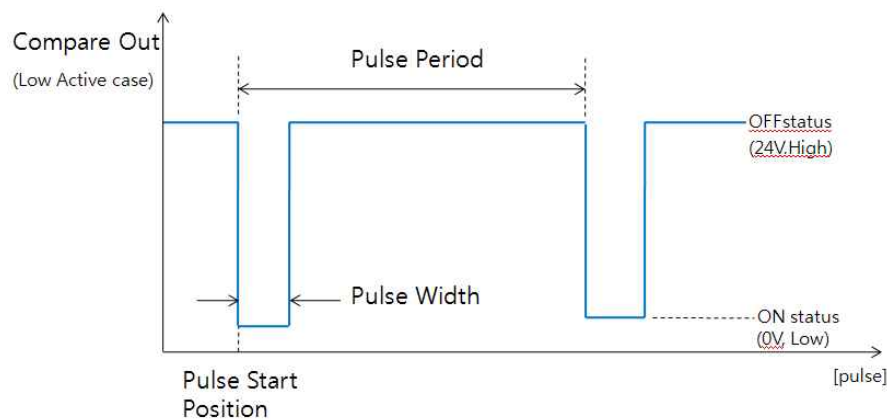 Compare Out
(Low Active case)
Pulse Period
OFFstatus
(24V.High)
Pulse Width
ON status
(0V, Low)
[pulse]
Pulse Start
Position